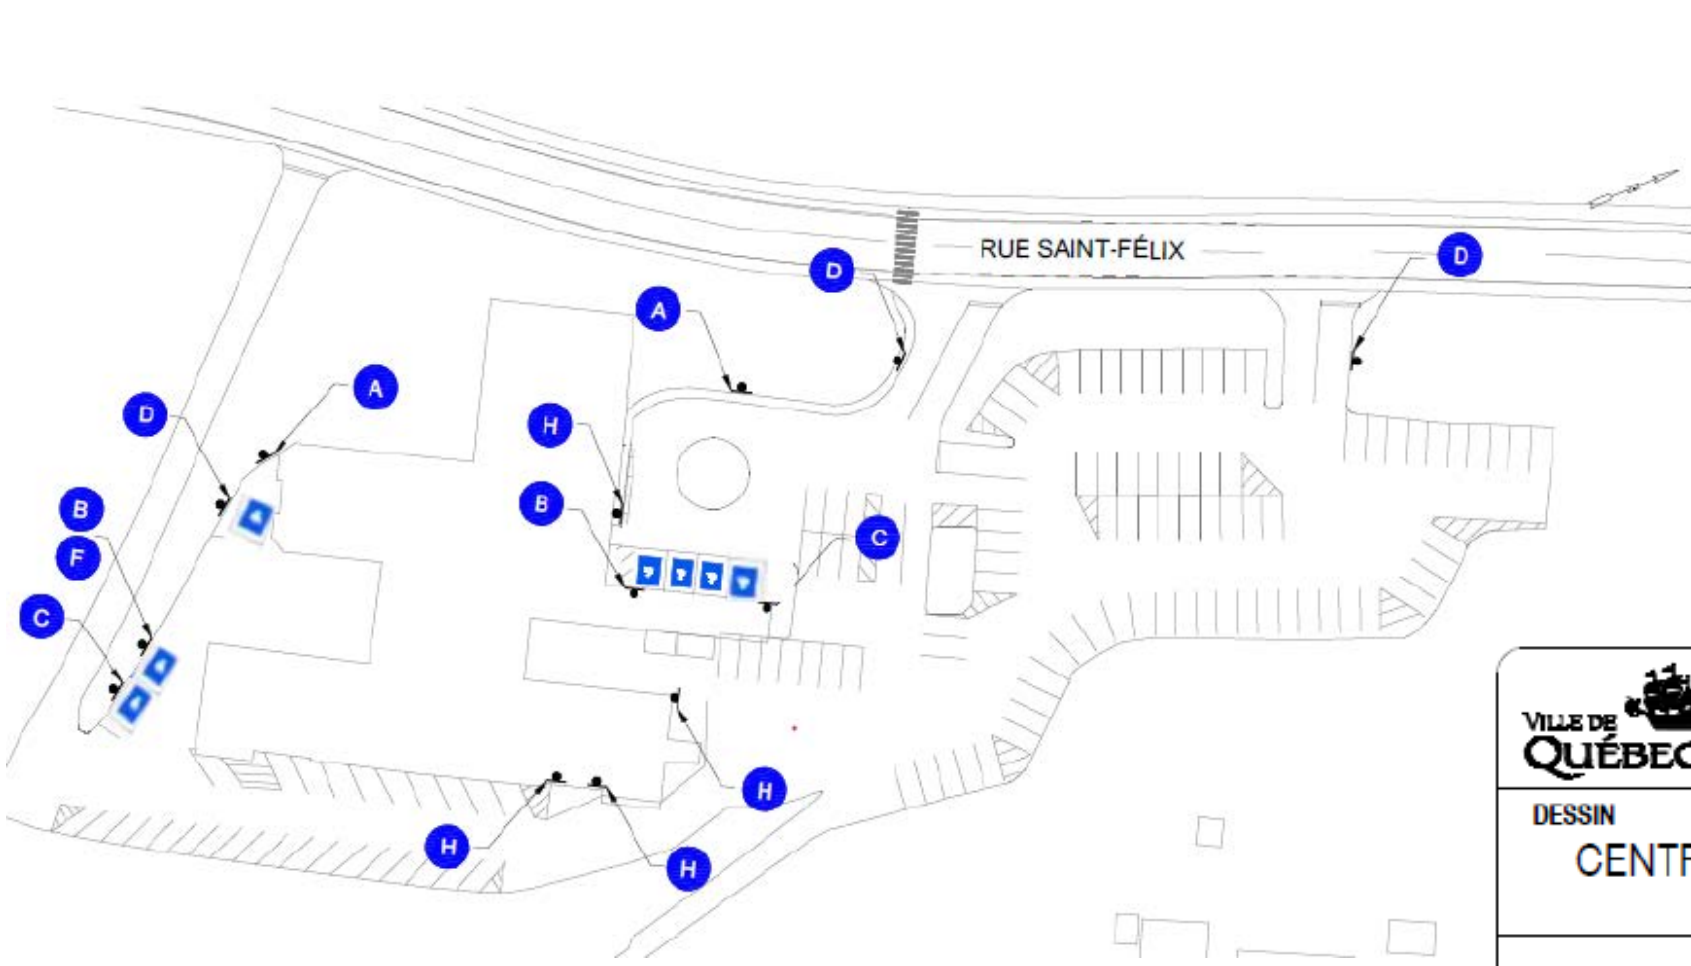 RUE SAINT-FÉLIX
D
D
A
A
D
H
B
B
C
F
C
H
H
H
VILLE DE
QUÉBEC
DESSIN